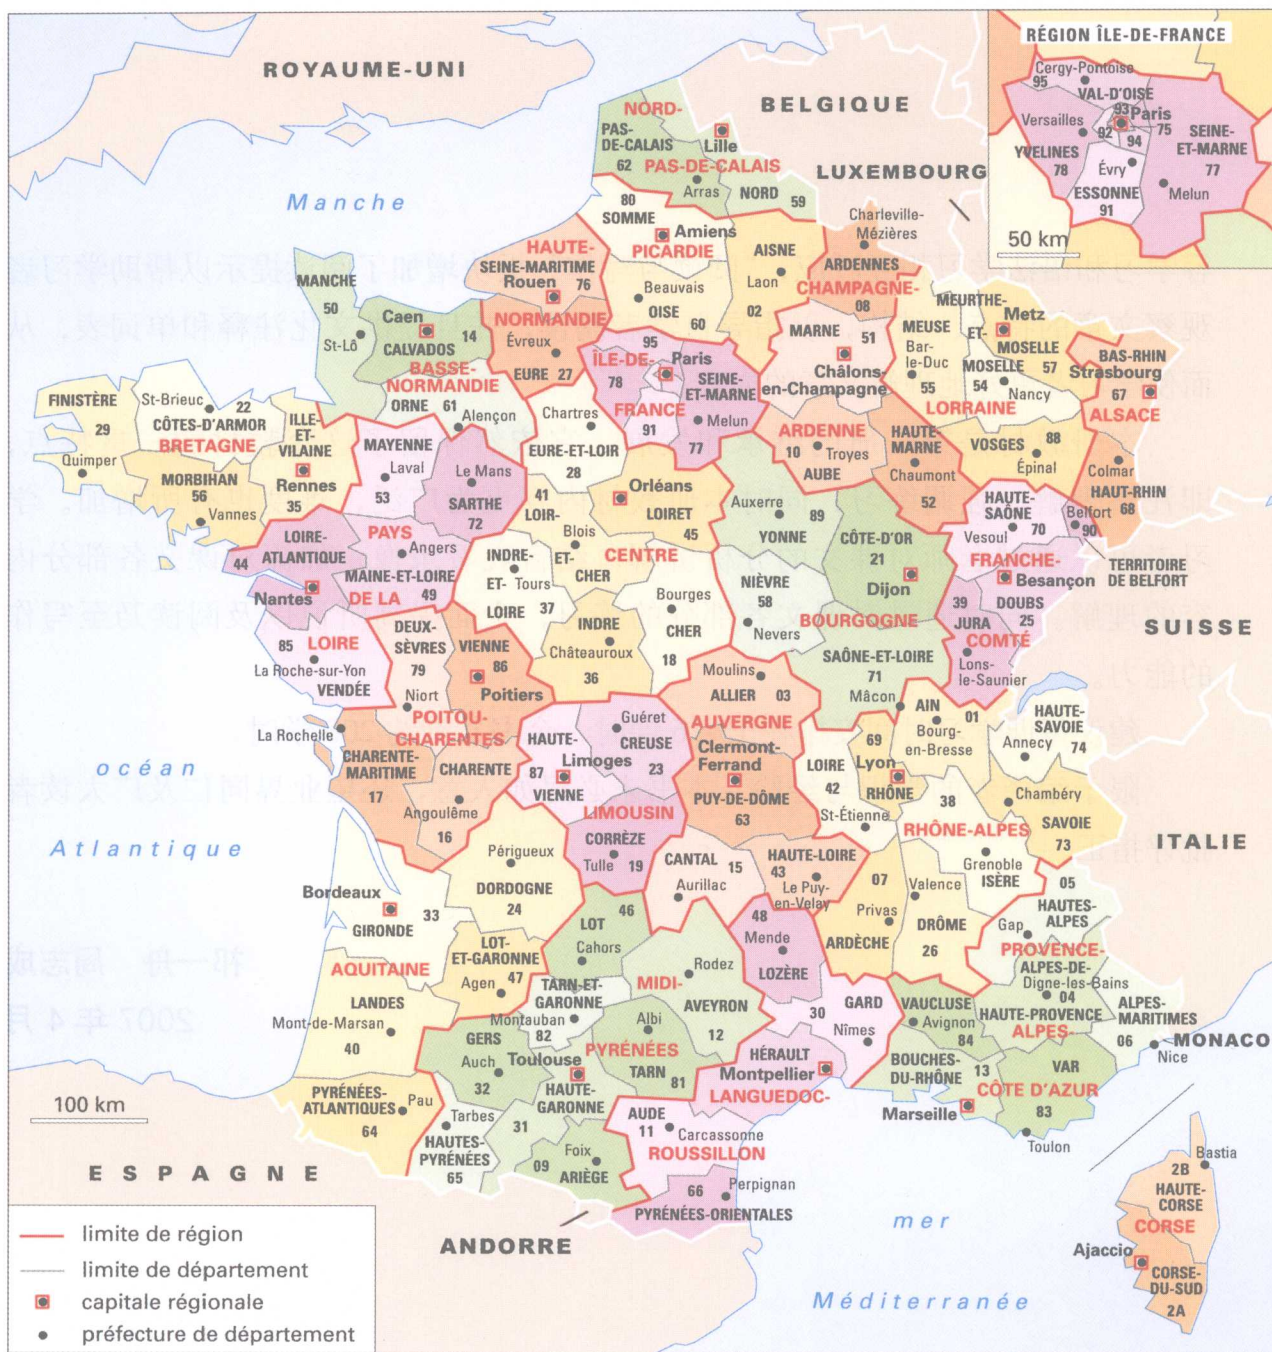 ROYAUME-UNI
BELGIQUE
LUXEMBOURG
SUISSE
ITALIE
MONACO
ESPAGNE
ANDORRE
Manche
océan
Atlantique
mer
Méditerranée
RÉGION ÎLE-DE-FRANCE
Cergy-Pontoise
95
VAL-D'OISE
93
Paris
Versailles
92
75
94
YVELINES
78
Évry
ESSONNE
91
SEINE-
ET-MARNE
77
Melun
50 km
NORD-
PAS-DE-CALAIS
PAS-
DE-CALAIS
62
Lille
Arras
NORD
59
80
SOMME
Amiens
PICARDIE
AISNE
Laon
02
Beauvais
OISE
60
HAUTE-
NORMANDIE
SEINE-MARITIME
Rouen
76
Évreux
EURE 27
MANCHE
50
St-Lô
Caen
CALVADOS
14
BASSE-
NORMANDIE
ORNE
61
Alençon
Charleville-
Mézières
ARDENNES
CHAMPAGNE-
08
MARNE
51
Châlons-
en-Champagne
ARDENNE
10
Troyes
AUBE
HAUTE-
MARNE
Chaumont
52
MEUSE
Bar-
le-Duc
55
MEURTHE-
ET-
MOSELLE
54
Nancy
Metz
MOSELLE
57
LORRAINE
VOSGES
88
Épinal
BAS-RHIN
Strasbourg
67
ALSACE
Colmar
HAUT-RHIN
68
ÎLE-DE-
FRANCE
95
Paris
78
91
SEINE-
ET-MARNE
Melun
77
FINISTÈRE
29
Quimper
St-Brieuc
22
CÔTES-D'ARMOR
BRETAGNE
MORBIHAN
56
Vannes
ILLE-
ET-
VILAINE
Rennes
35
MAYENNE
Laval
53
Le Mans
SARTHE
72
PAYS
DE LA
LOIRE
LOIRE-
ATLANTIQUE
44
Nantes
Angers
MAINE-ET-LOIRE
49
85
La Roche-sur-Yon
VENDÉE
Chartres
EURE-ET-LOIR
28
41
LOIR-
ET-
CHER
Blois
Orléans
LOIRET
45
CENTRE
INDRE-
ET-
LOIRE
Tours
37
INDRE
Châteauroux
36
Bourges
CHER
18
Auxerre
89
YONNE
CÔTE-D'OR
21
Dijon
NIÈVRE
58
Nevers
BOURGOGNE
SAÔNE-ET-LOIRE
71
Mâcon
HAUTE-
SAÔNE
Vesoul
70
Belfort
90
TERRITOIRE
DE BELFORT
FRANCHE-
COMTÉ
Besançon
DOUBS
25
39
JURA
Lons-
le-Saunier
DEUX-
SÈVRES
79
Niort
VIENNE
86
Poitiers
POITOU-
CHARENTES
La Rochelle
CHARENTE-
MARITIME
17
CHARENTE
Angoulême
16
HAUTE-
VIENNE
87
Limoges
Guéret
CREUSE
23
LIMOUSIN
CORRÈZE
Tulle
19
Moulins
ALLIER
03
AUVERGNE
Clermont-
Ferrand
PUY-DE-DÔME
63
CANTAL
15
Aurillac
HAUTE-LOIRE
43
Le Puy-
en-Velay
AIN
01
Bourg-
en-Bresse
HAUTE-
SAVOIE
Annecy
74
69
Lyon
RHÔNE
LOIRE
42
St-Étienne
RHÔNE-ALPES
38
Grenoble
ISÈRE
Chambéry
SAVOIE
73
07
Privas
ARDÈCHE
Valence
DRÔME
26
Bordeaux
33
GIRONDE
Périgueux
DORDOGNE
24
AQUITAINE
LOT-
ET-GARONNE
Agen
47
LANDES
Mont-de-Marsan
40
PYRÉNÉES-
ATLANTIQUES
Pau
64
46
LOT
Cahors
TARN-ET-
GARONNE
Montauban
82
Rodez
AVEYRON
12
MIDI-
PYRÉNÉES
GERS
Auch
32
Toulouse
HAUTE-
GARONNE
31
Albi
TARN
81
Tarbes
HAUTES-
PYRÉNÉES
65
Foix
09
ARIÈGE
48
Mende
LOZÈRE
GARD
30
Nîmes
HÉRAULT
Montpellier
LANGUEDOC-
ROUSSILLON
AUDE
11
Carcassonne
66
Perpignan
PYRÉNÉES-ORIENTALES
05
HAUTES-
ALPES
Gap
PROVENCE-
ALPES-
CÔTE D'AZUR
ALPES-DE-
Digne-les-Bains
04
HAUTE-PROVENCE
ALPES-
MARITIMES
06
Nice
VAUCLUSE
Avignon
84
BOUCHES-
DU-RHÔNE
13
Marseille
VAR
83
Toulon
Bastia
2B
HAUTE-
CORSE
CORSE
Ajaccio
CORSE-
DU-SUD
2A
100 km
limite de région
limite de département
capitale régionale
préfecture de département
2007年4月